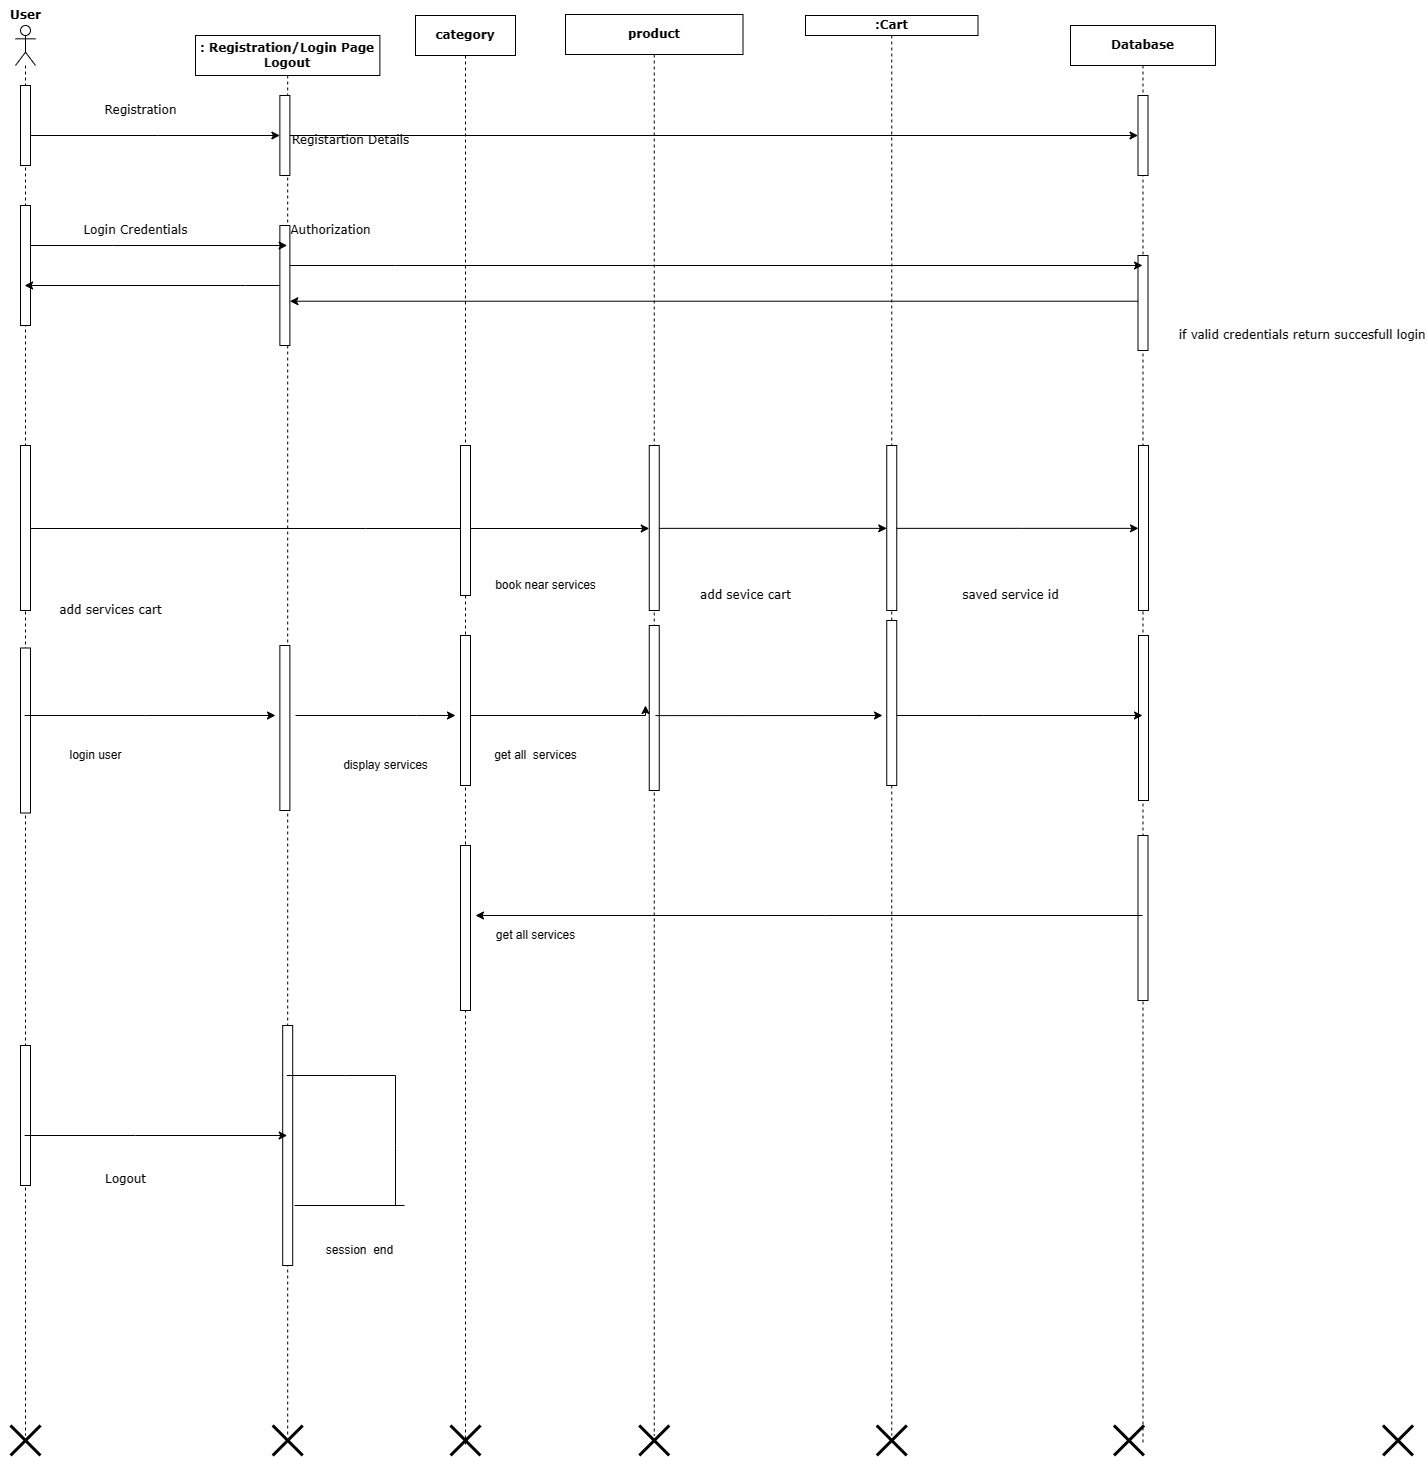 User
: Registration/Login Page
Logout
category
product
:Cart
Database
Registration
Registartion Details
Login Credentials
Authorization
if valid credentials return succesfull login
book near services
add services cart
add sevice cart
saved service id
login user
display services
get all  services
get all services
Logout
session  end